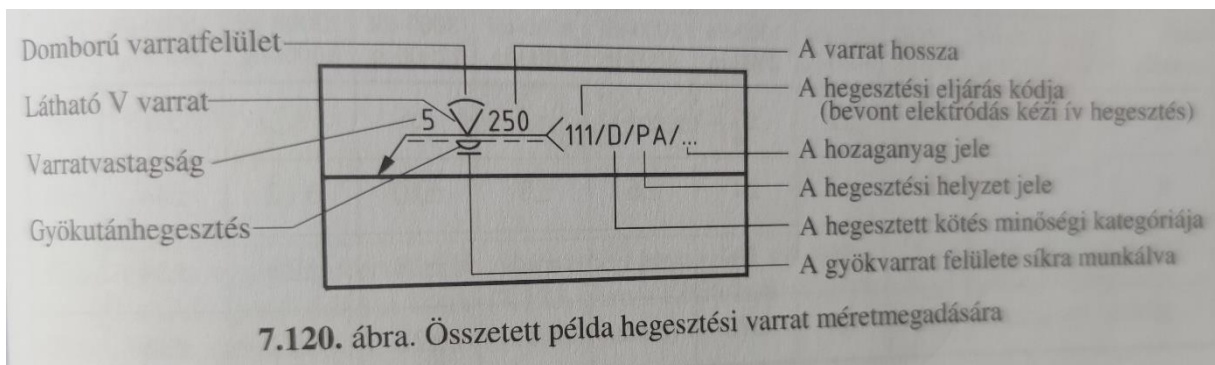 Domború varratfelület
Látható V varrat
Varratvastagság
Gyökutánhegesztés
5 250 111/D/PA/...
A varrat hossza
A hegesztési eljárás kódja
(bevont elektródás kézi ív hegesztés)
A hozaganyag jele
A hegesztési helyzet jele
A hegesztett kötés minőségi kategóriája
A gyökvarrat felülete síkra munkálva
7.120. ábra. Összetett példa hegesztési varrat méretmegadására